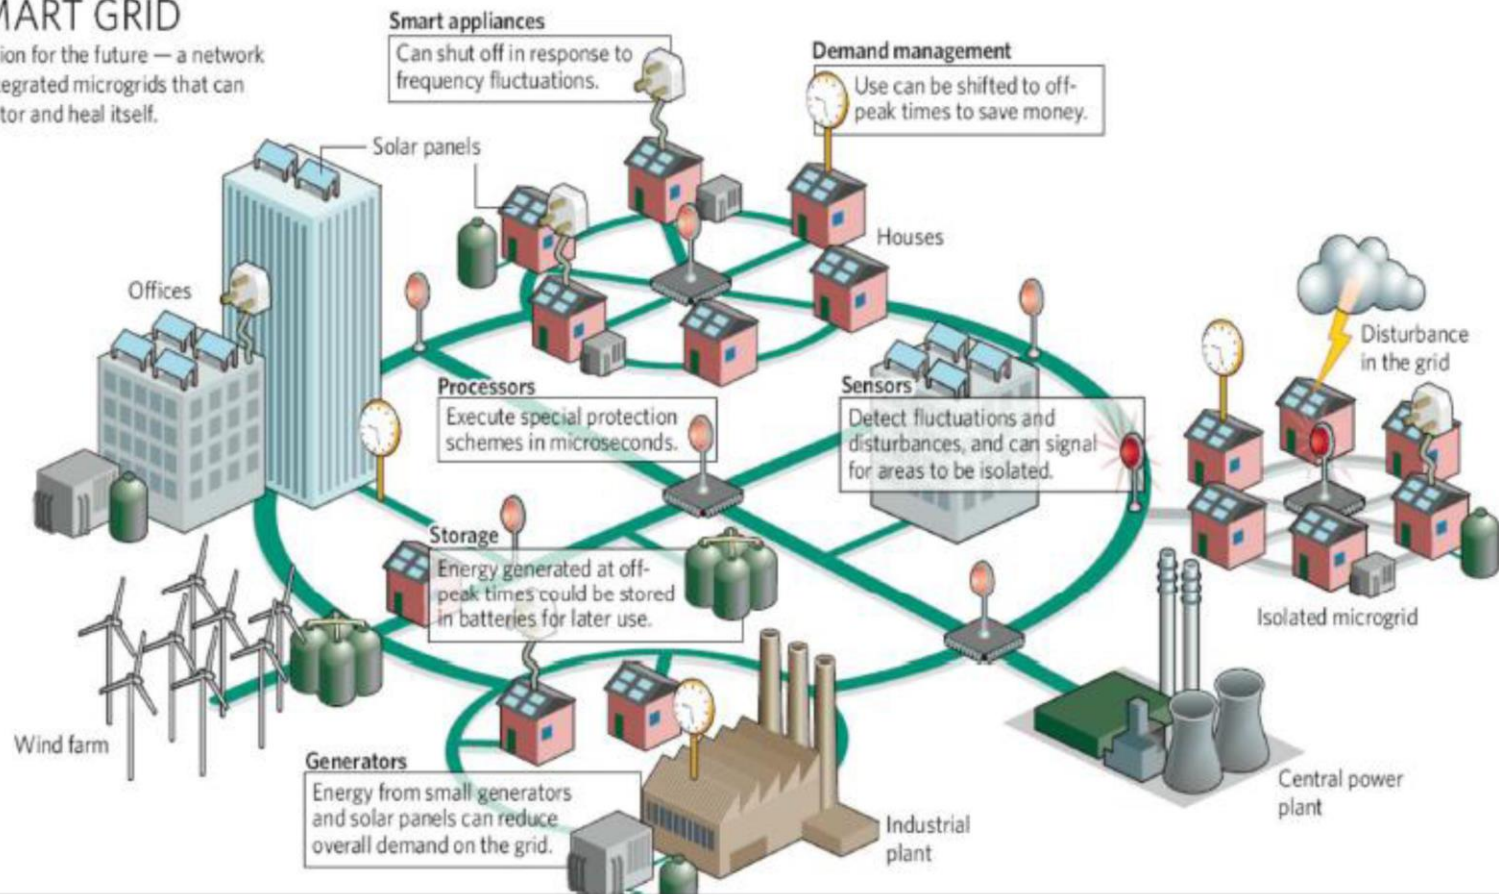 MART GRID
ion for the future — a network
tegrated microgrids that can
tor and heal itself.
Smart appliances
Can shut off in response to
frequency fluctuations.
Demand management
Use can be shifted to off-
peak times to save money.
Solar panels
Houses
Offices
Disturbance
in the grid
Processors
Execute special protection
schemes in microseconds.
Sensors
Detect fluctuations and
disturbances, and can signal
for areas to be isolated.
Storage
Energy generated at off-
peak times could be stored
in batteries for later use.
Isolated microgrid
Wind farm
Generators
Energy from small generators
and solar panels can reduce
overall demand on the grid.
Industrial
plant
Central power
plant